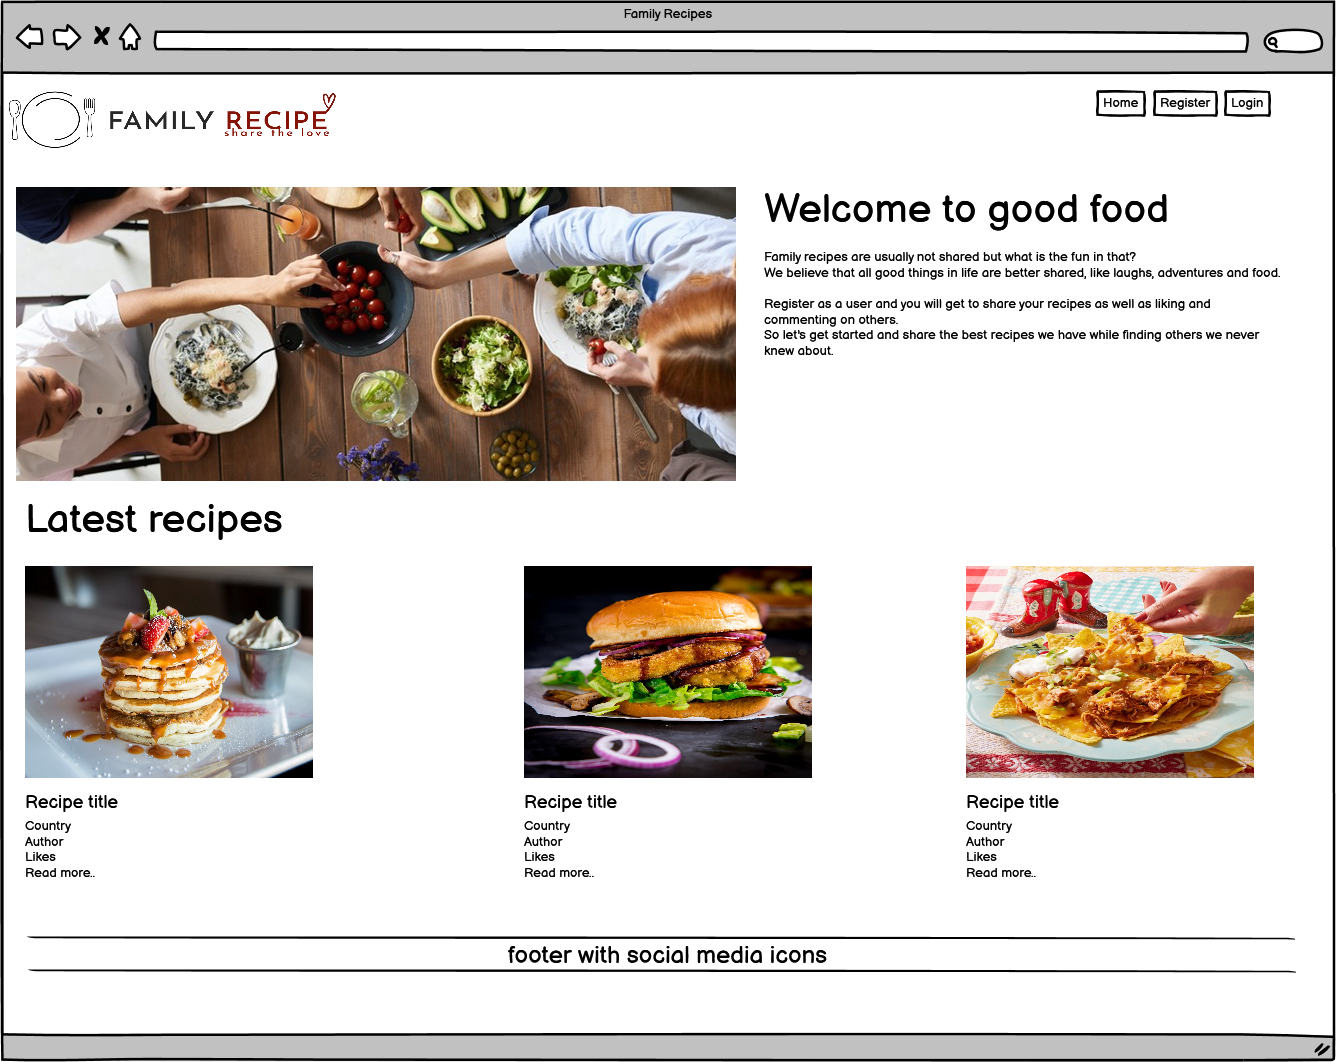 Family Recipes
FAMILY RECIPE
share the love
Home Register Login
Welcome to good food
Family recipes are usually not shared but what is the fun in that?
We believe that all good things in life are better shared, like laughs, adventures and food.
Register as a user and you will get to share your recipes as well as liking and
commenting on others.
So let's get started and share the best recipes we have while finding others we never
knew about.
Latest recipes
Recipe title
Country
Author
Likes
Read more..
Recipe title
Country
Author
Likes
Read more..
Recipe title
Country
Author
Likes
Read more..
footer with social media icons